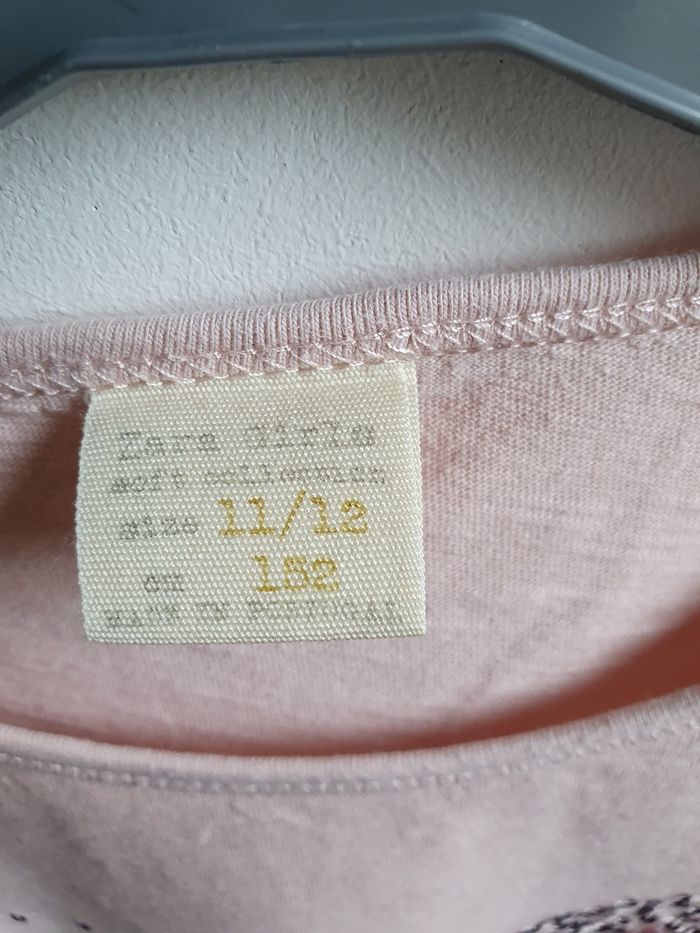 Zara Girls
soft collection
size 11/12
cm 152
MADE IN PORTUGAL